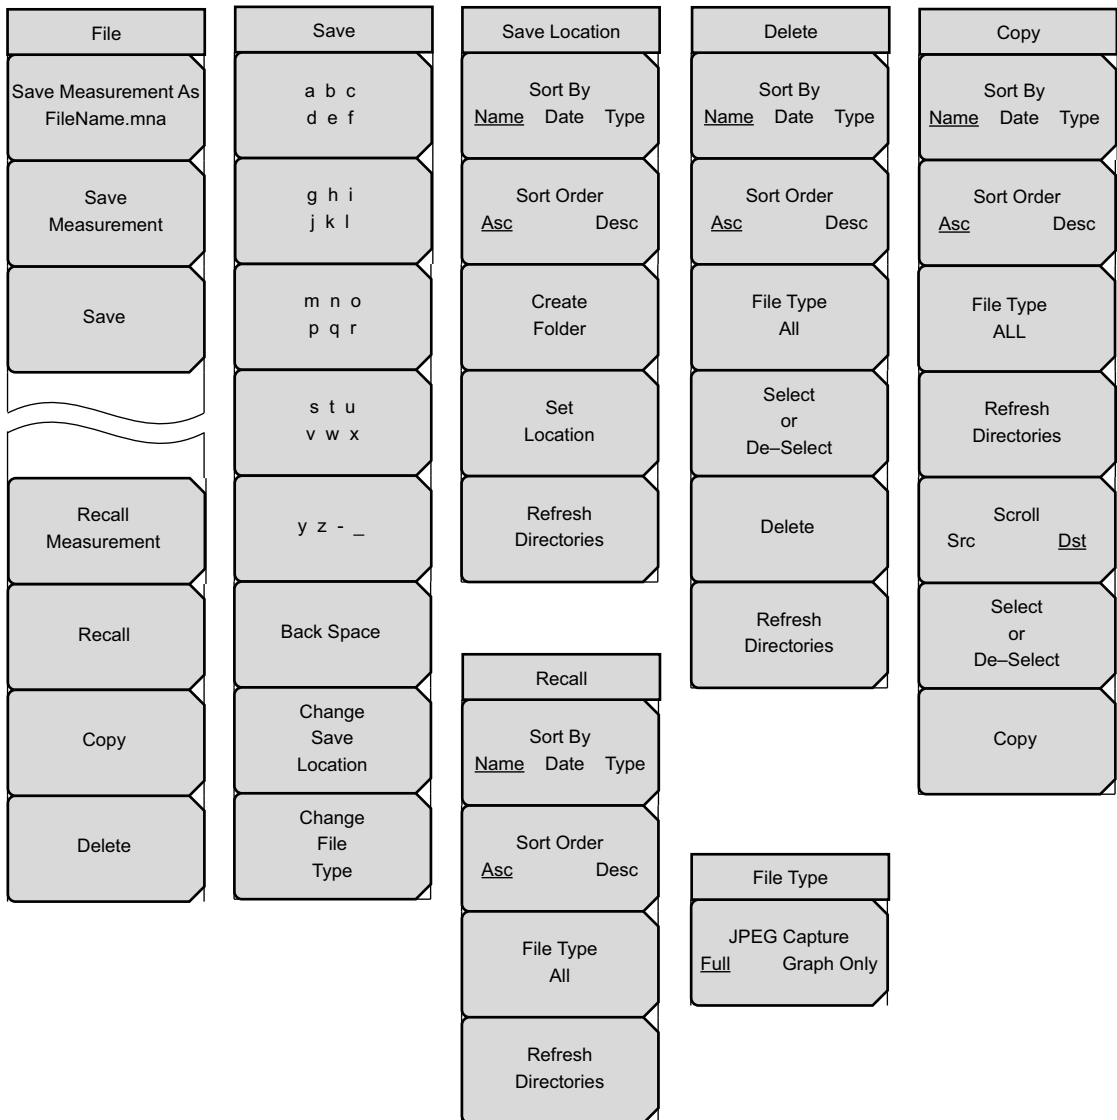 File
Save Measurement As
FileName.mna
Save
Measurement
Save
Recall
Measurement
Recall
Copy
Delete
Save
a b c
d e f
g h i
j k l
m n o
p q r
s t u
v w x
y z - _
Back Space
Change
Save
Location
Change
File
Type
Save Location
Sort By
Name Date Type
Sort Order
Asc Desc
Create
Folder
Set
Location
Refresh
Directories
Recall
Sort By
Name Date Type
Sort Order
Asc Desc
File Type
All
Refresh
Directories
Delete
Sort By
Name Date Type
Sort Order
Asc Desc
File Type
All
Select
or
De–Select
Delete
Refresh
Directories
File Type
JPEG Capture
Full Graph Only
Copy
Sort By
Name Date Type
Sort Order
Asc Desc
File Type
ALL
Refresh
Directories
Scroll
Src Dst
Select
or
De–Select
Copy